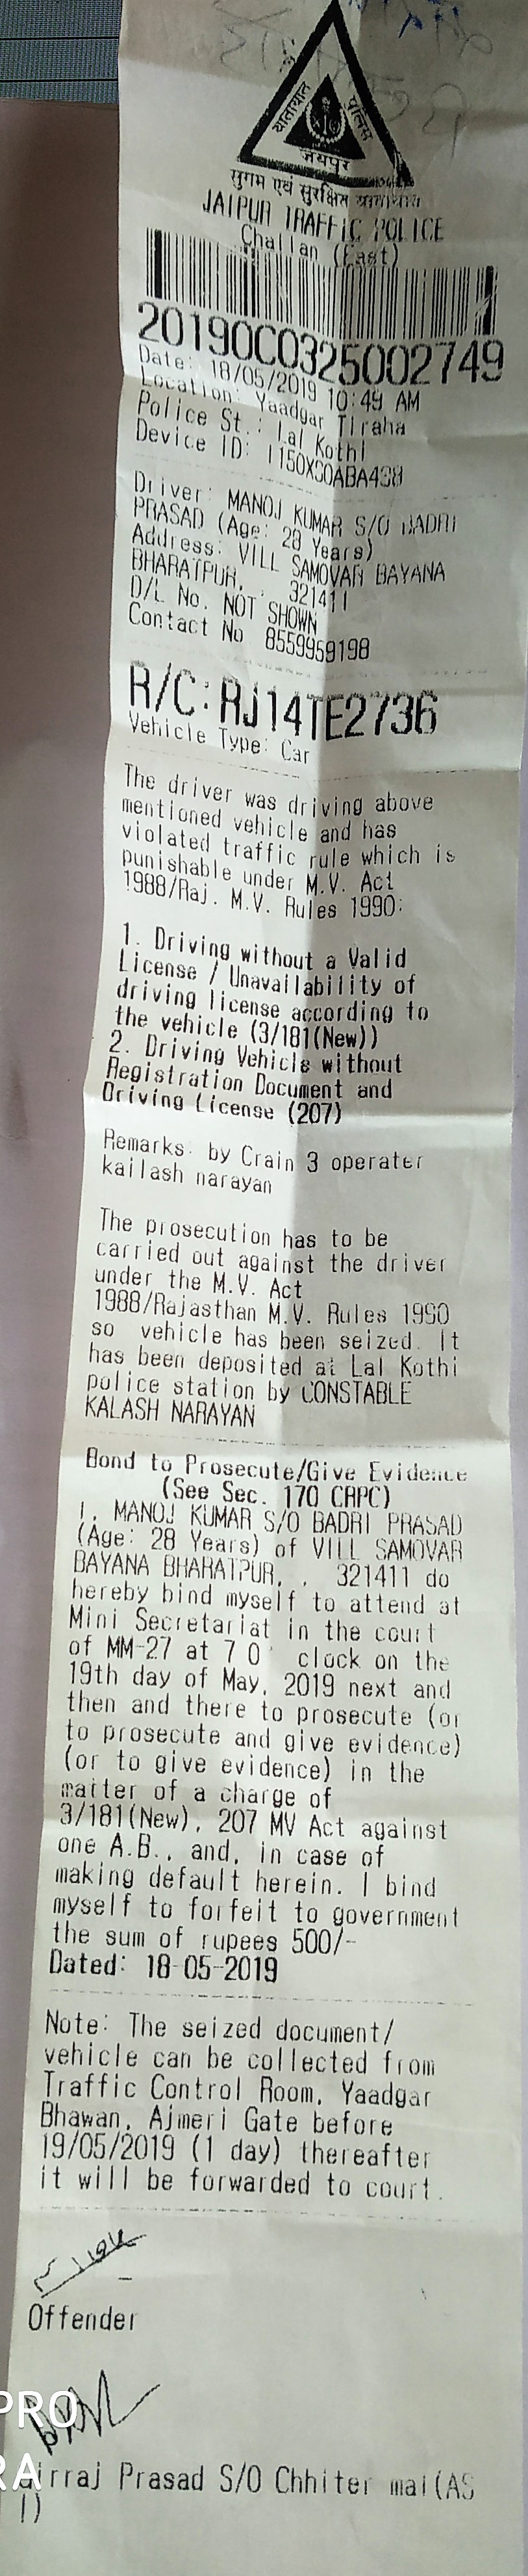 यातायात पुलिस
जयपुर
सुगम एवं सुरक्षित यातायात
JAIPUR TRAFFIC POLICE
Challan (East)
20190C0325002749
Date: 18/05/2019 10:49 AM
Location: Yaadgar Tiraha
Police St.: Lal Kothi
Device ID:
Driver: MANOJ KUMAR S/O BADRI
PRASAD (Age: 28 Years)
Address: VILL SAMOVAR BAYANA
BHARATPUR, . 321411
D/L No. NOT SHOWN
Contact No 8559959198
R/C:RJ14TE2736
Vehicle Type: Car
The driver was driving above
mentioned vehicle and has
violated traffic rule which is
punishable under M.V. Act
1988/Raj. M.V. Rules 1990:
1. Driving without a Valid
License / Unavailability of
driving license according to
the vehicle (3/181(New))
2. Driving Vehicle without
Registration Document and
Driving License (207)
Remarks: by Crain 3 operater
kailash narayan
The prosecution has to be
carried out against the driver
under the M.V. Act
1988/Rajasthan M.V. Rules 1990
so vehicle has been seized. It
has been deposited at Lal Kothi
police station by CONSTABLE
KALASH NARAYAN
Bond to Prosecute/Give Evidence
(See Sec. 170 CRPC)
I, MANOJ KUMAR S/O BADRI PRASAD
(Age: 28 Years) of VILL SAMOVAR
BAYANA BHARATPUR, . 321411 do
hereby bind myself to attend at
Mini Secretariat in the court
of MM-27 at 7 O' clock on the
19th day of May, 2019 next and
then and there to prosecute (or
to prosecute and give evidence)
(or to give evidence) in the
matter of a charge of
3/181(New), 207 MV Act against
one A.B., and, in case of
making default herein. I bind
myself to forfeit to government
the sum of rupees 500/-
Dated: 18-05-2019
Note: The seized document/
vehicle can be collected from
Traffic Control Room, Yaadgar
Bhawan, Ajmeri Gate before
19/05/2019 (1 day) thereafter
it will be forwarded to court.
Offender
PRO
RA
irraj Prasad S/O Chhiter mal(AS
I)